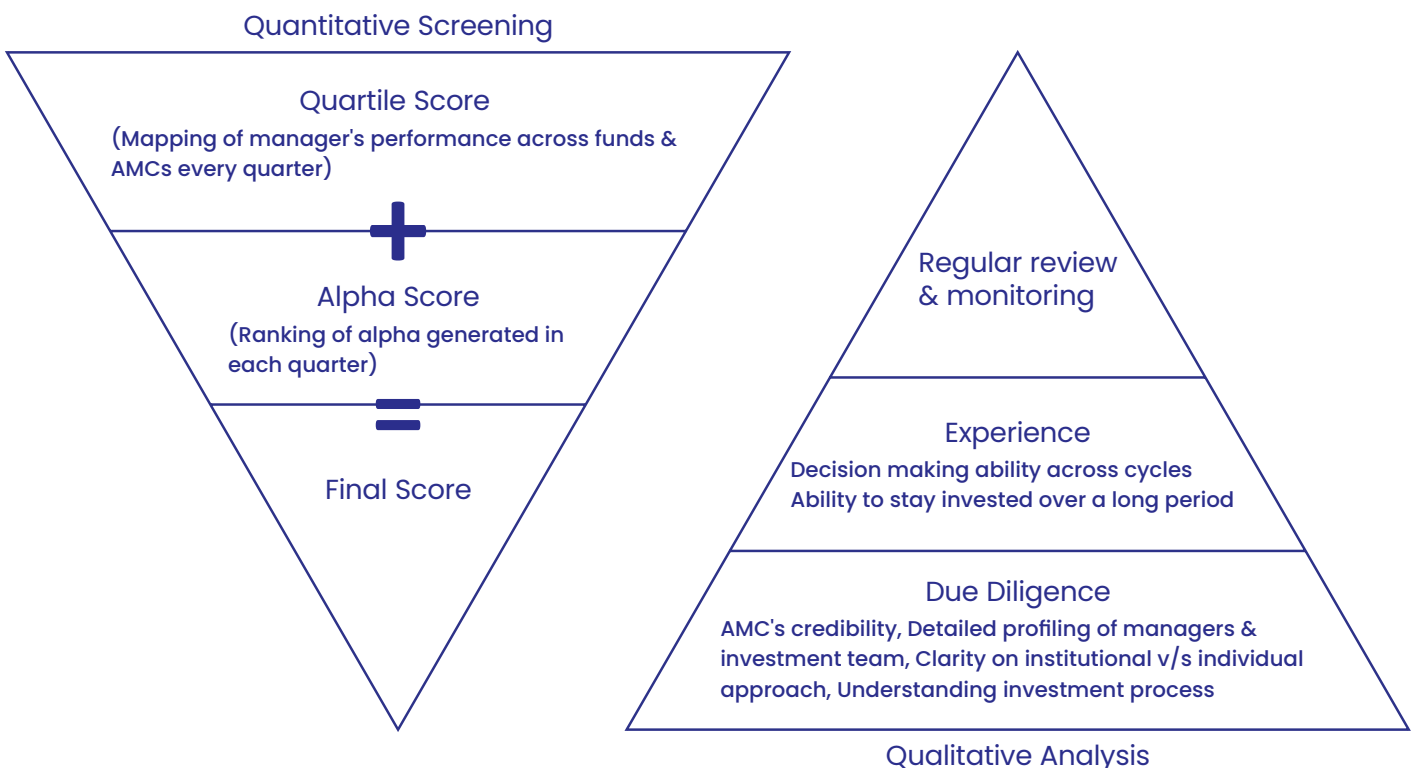 Quantitative Screening
Quartile Score
(Mapping of manager's performance across funds &
AMCs every quarter)
+
Alpha Score
(Ranking of alpha generated in
each quarter)
=
Final Score
Regular review
& monitoring
Experience
Decision making ability across cycles
Ability to stay invested over a long period
Due Diligence
AMC's credibility, Detailed profiling of managers &
investment team, Clarity on institutional v/s individual
approach, Understanding investment process
Qualitative Analysis